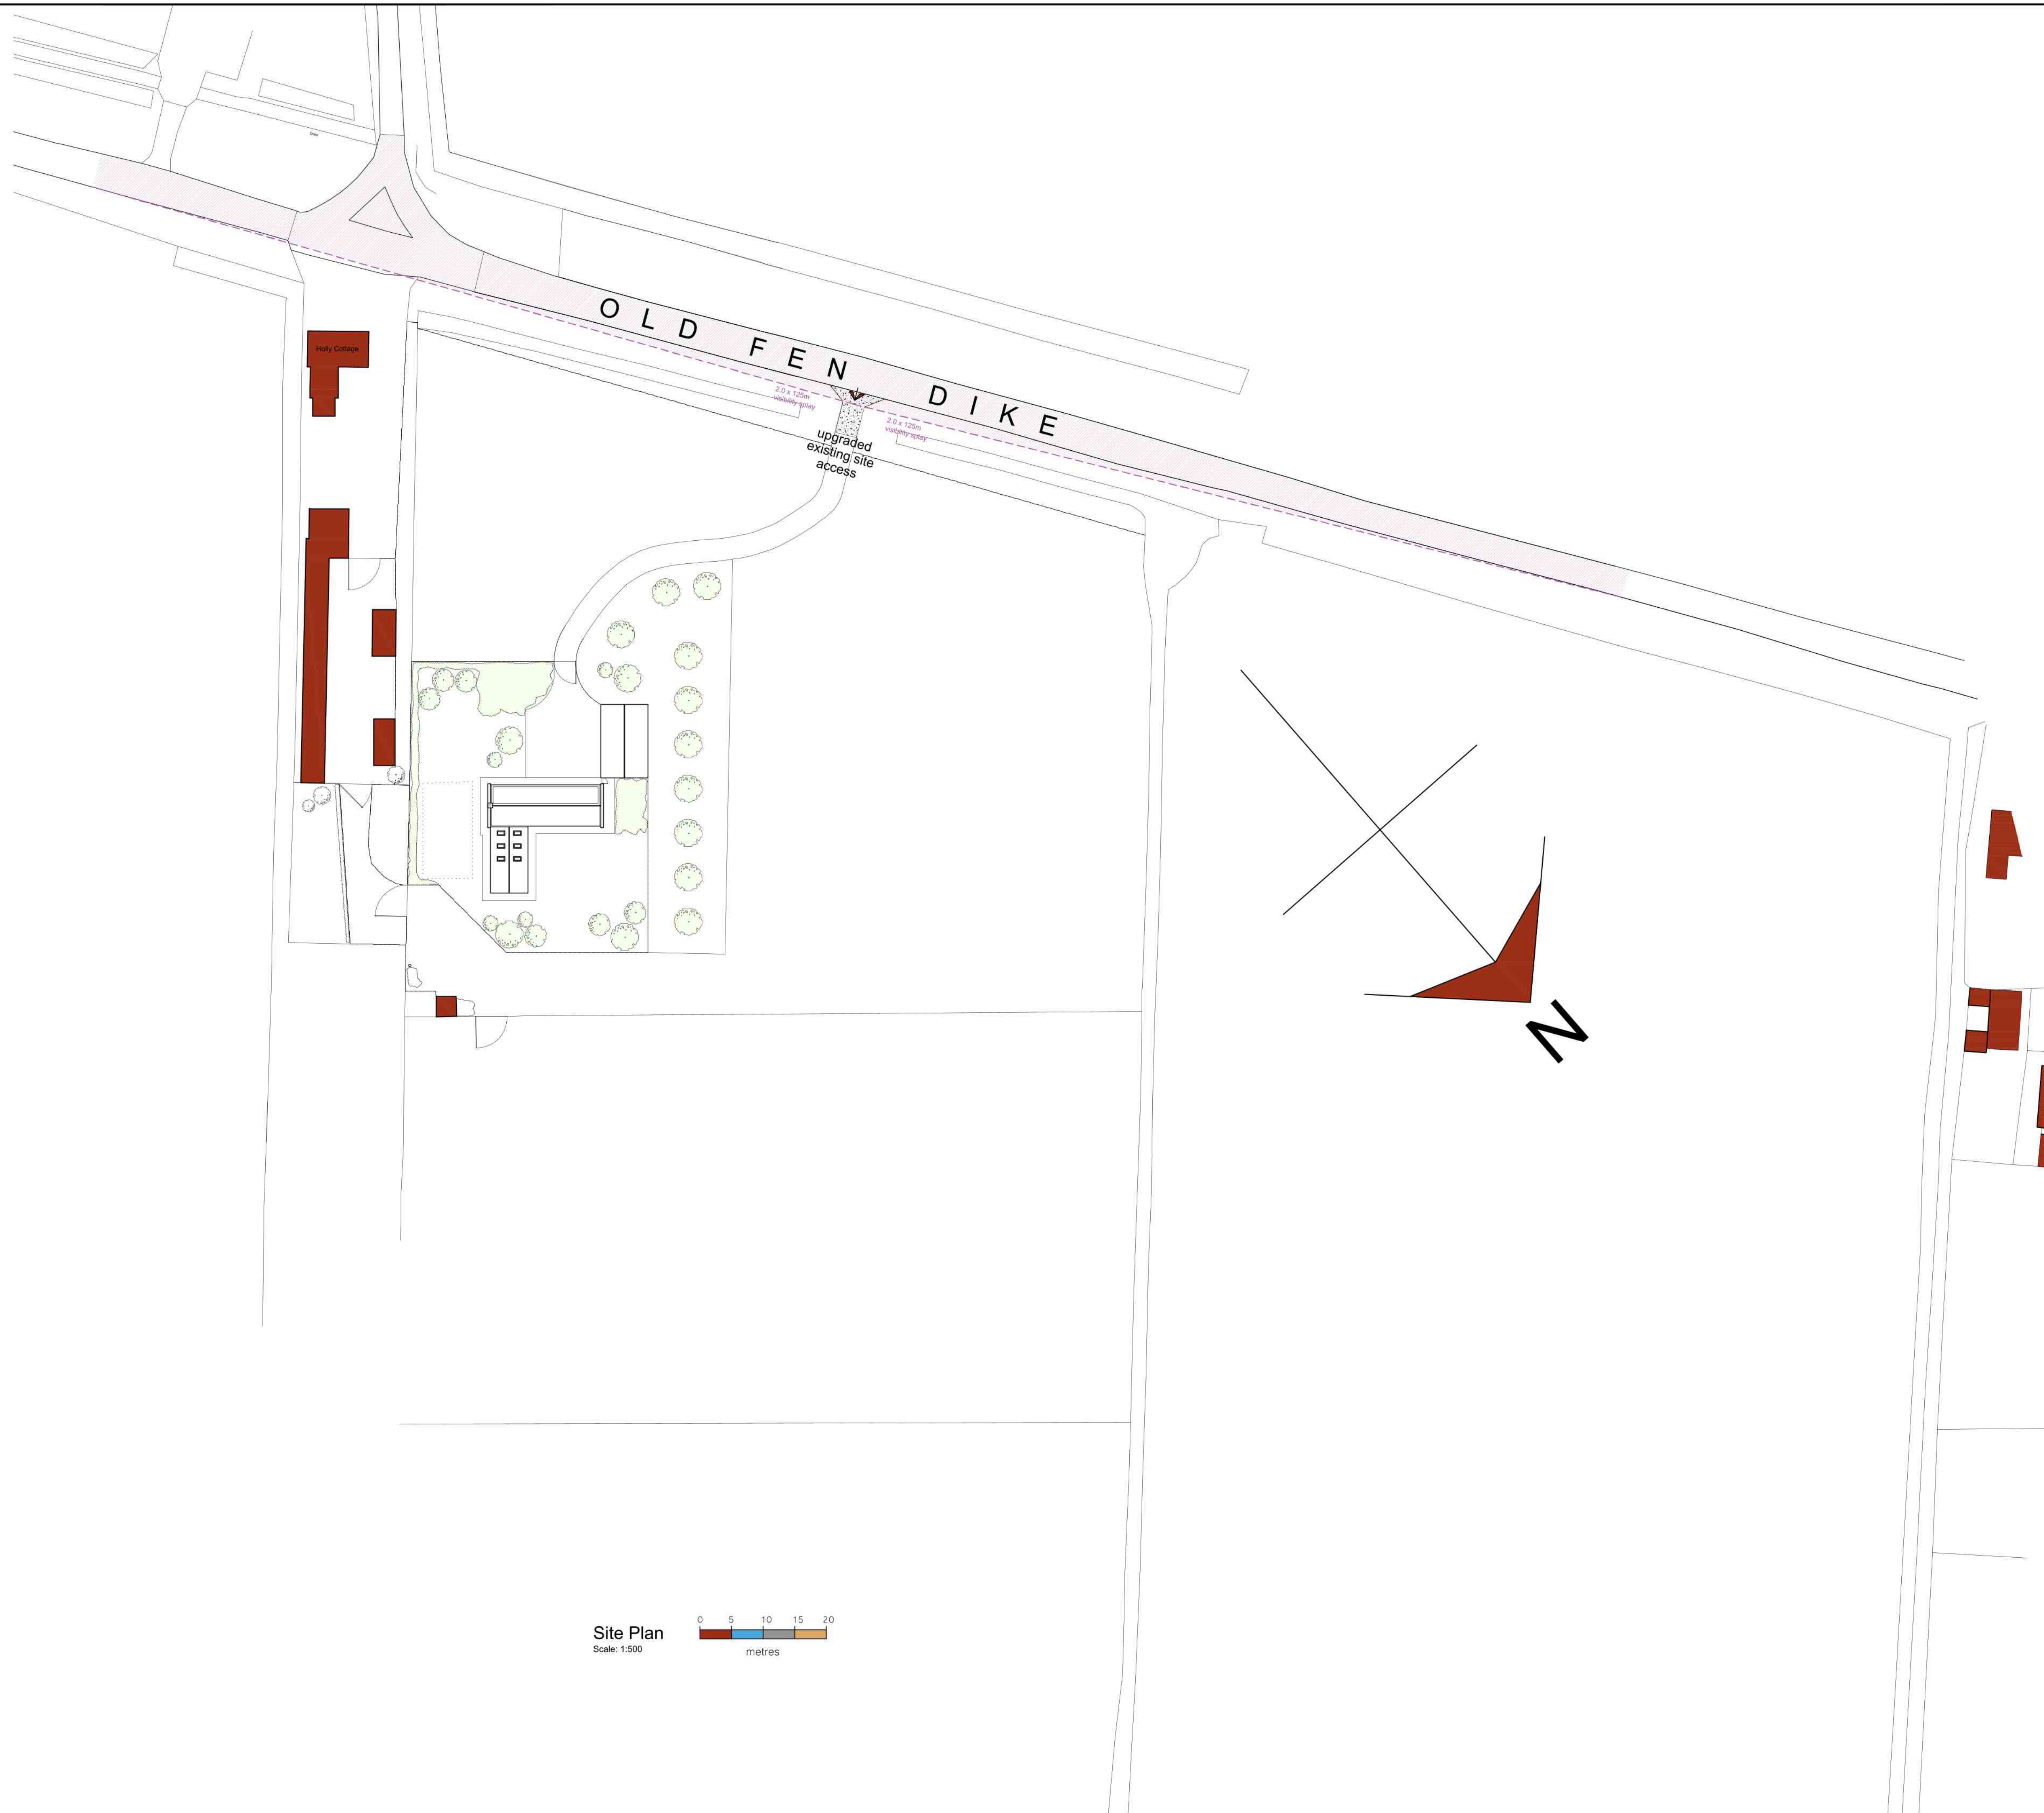 Drain
OLD FEN DIKE
Holly Cottage
2.0 x 125m
visibility splay
2.0 x 125m
visibility splay
upgraded
existing site
access
N
Site Plan
Scale: 1:500
0 5 10 15 20
metres